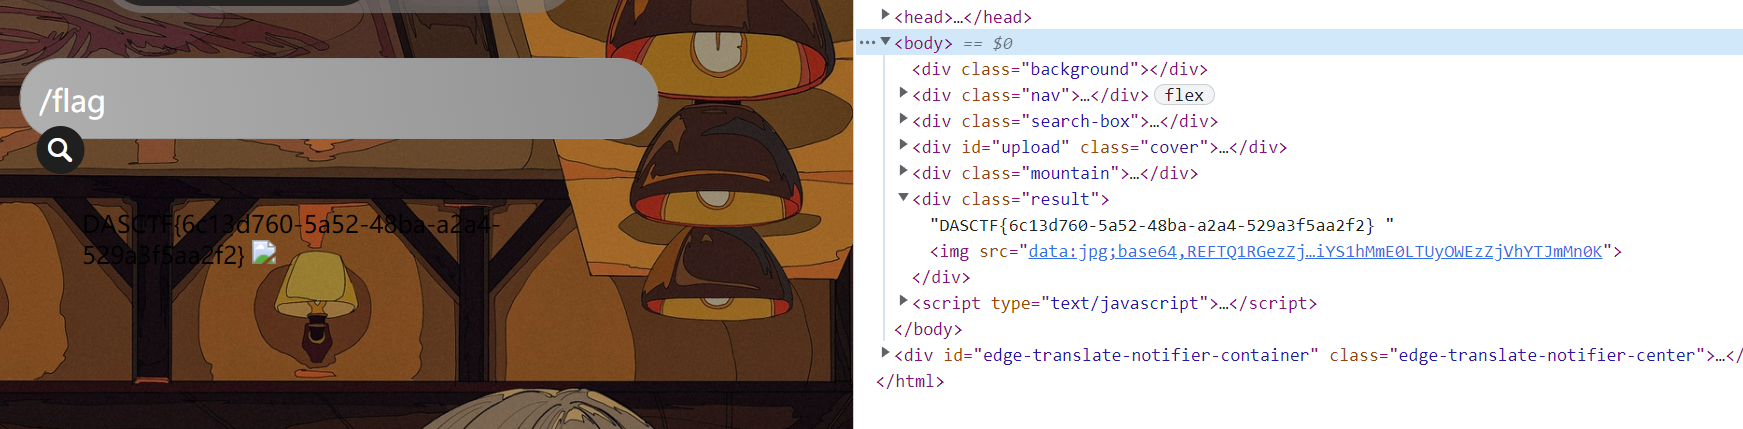 /flag
DASCTF{6c13d760-5a52-48ba-a2a4-
529a3f5aa2f2}
<head>…</head>
<body> == $0
<div class="background"></div>
<div class="nav">…</div> flex
<div class="search-box">…</div>
<div id="upload" class="cover">…</div>
<div class="mountain">…</div>
<div class="result">
"DASCTF{6c13d760-5a52-48ba-a2a4-529a3f5aa2f2} "
<img src="data:jpg;base64,REFTQ1RGezZj…iYS1hMmE0LTUyOWEzZjVhYTJmMn0K">
</div>
<script type="text/javascript">…</script>
</body>
<div id="edge-translate-notifier-container" class="edge-translate-notifier-center">…</
</html>